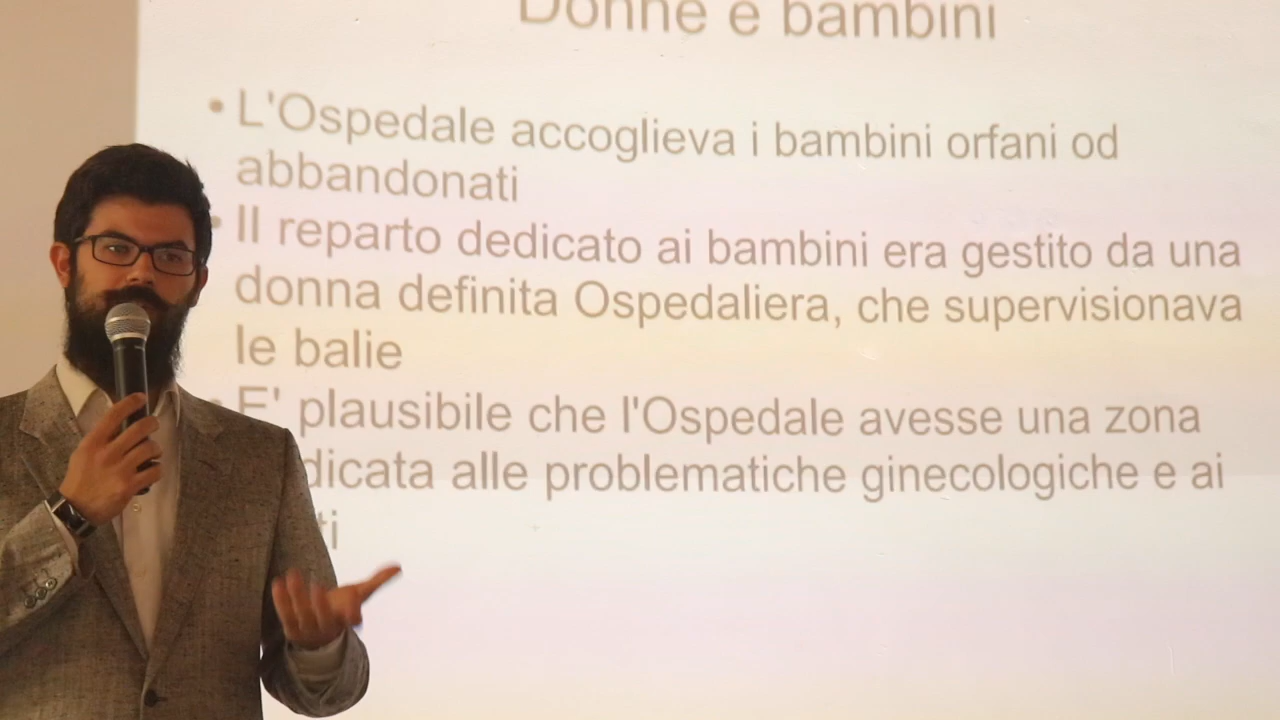 Donne e bambini
• L'Ospedale accoglieva i bambini orfani od
abbandonati
• Il reparto dedicato ai bambini era gestito da una
donna definita Ospedaliera, che supervisionava
le balie
• E' plausibile che l'Ospedale avesse una zona
alle problematiche ginecologiche e ai